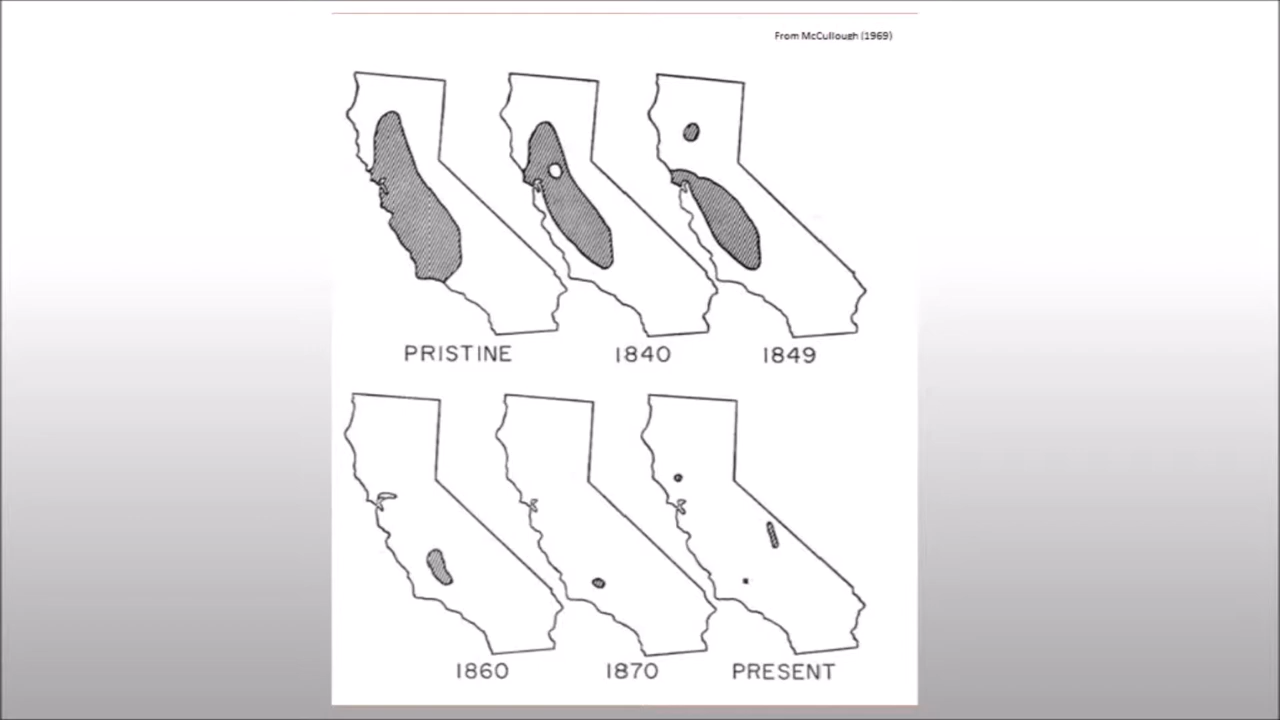 From McCullough (1969)
PRISTINE
1840
1849
1860
1870
PRESENT